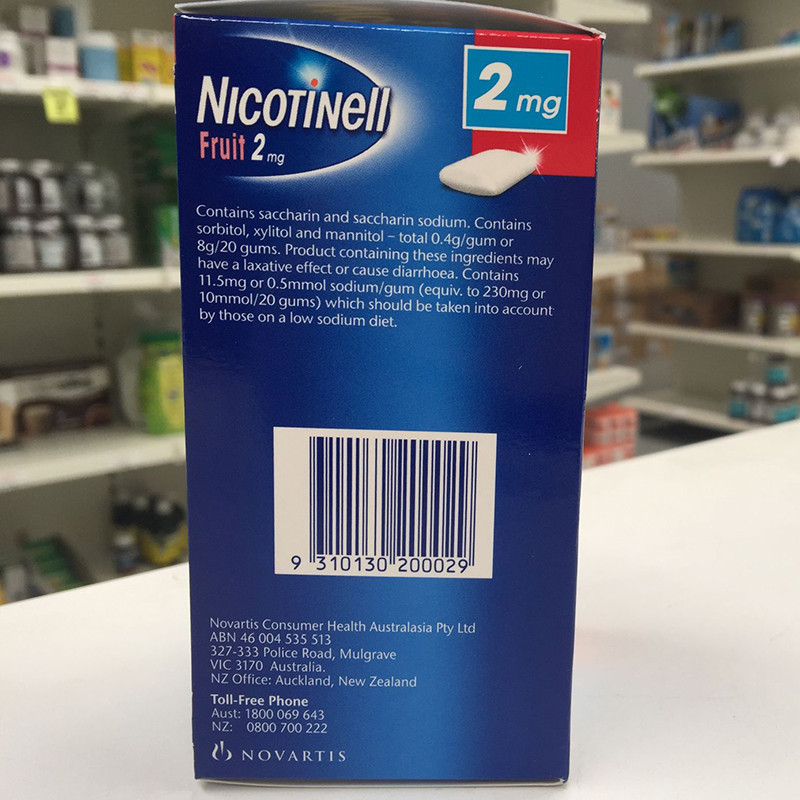 NICOTINell
Fruit 2 mg
2 mg
Contains saccharin and saccharin sodium. Contains
sorbitol, xylitol and mannitol – total 0.4g/gum or
8g/20 gums. Product containing these ingredients may
have a laxative effect or cause diarrhoea. Contains
11.5mg or 0.5mmol sodium/gum (equiv. to 230mg or
10mmol/20 gums) which should be taken into account
by those on a low sodium diet.
9 310130 200029
Novartis Consumer Health Australasia Pty Ltd
ABN 46 004 535 513
327-333 Police Road, Mulgrave
VIC 3170 Australia.
NZ Office: Auckland, New Zealand
Toll-Free Phone
Aust: 1800 069 643
NZ: 0800 700 222
NOVARTIS